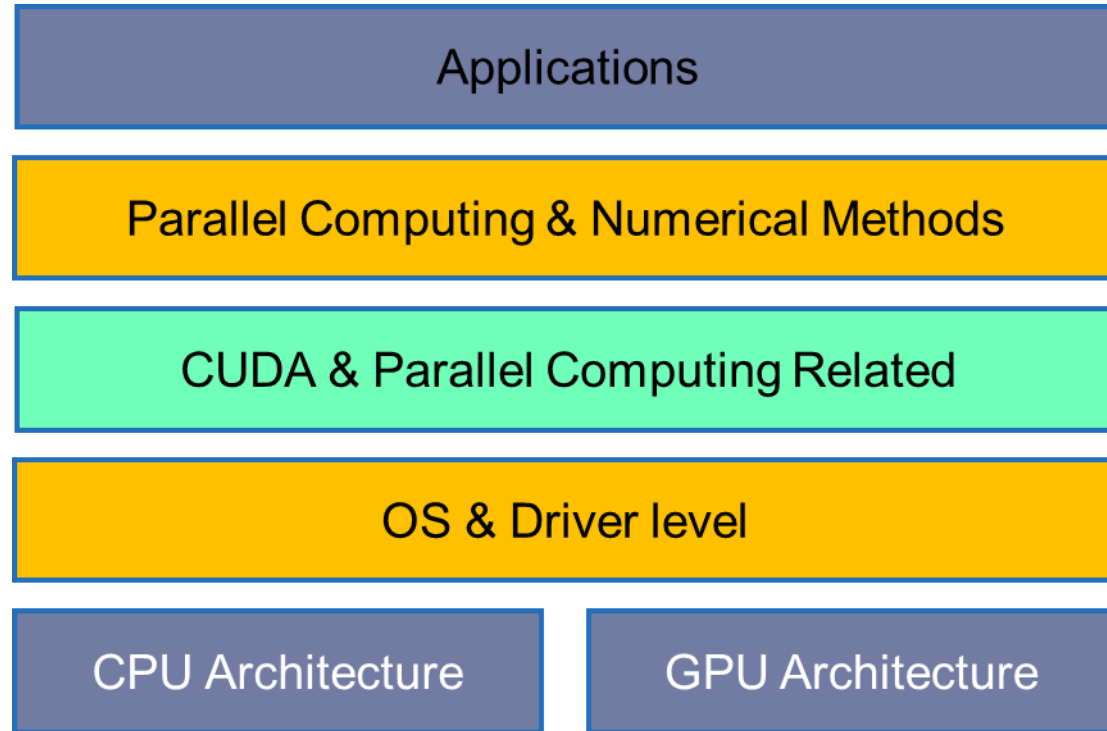 Applications
Parallel Computing & Numerical Methods
CUDA & Parallel Computing Related
OS & Driver level
CPU Architecture
GPU Architecture